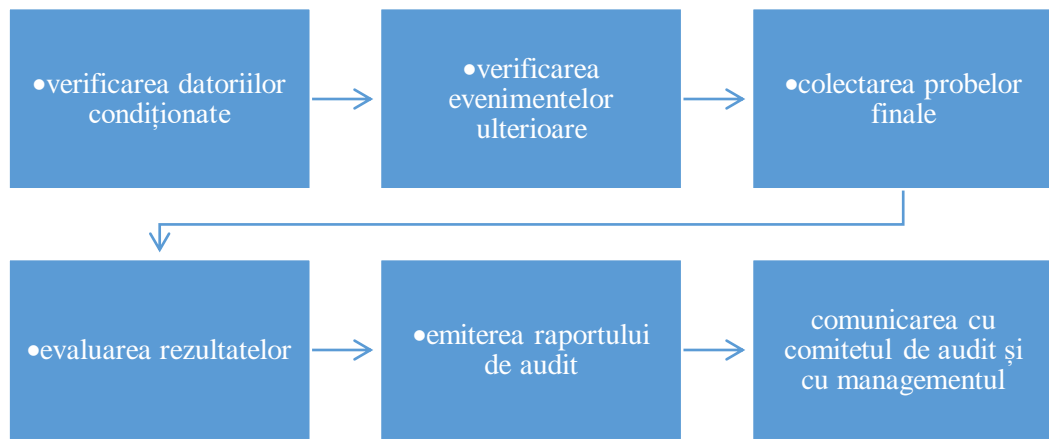 •verificarea datoriilor
condiționate
•verificarea
evenimentelor
ulterioare
•colectarea probelor
finale
•evaluarea rezultatelor
•emiterea raportului
de audit
comunicarea cu
comitetul de audit și
cu managementul